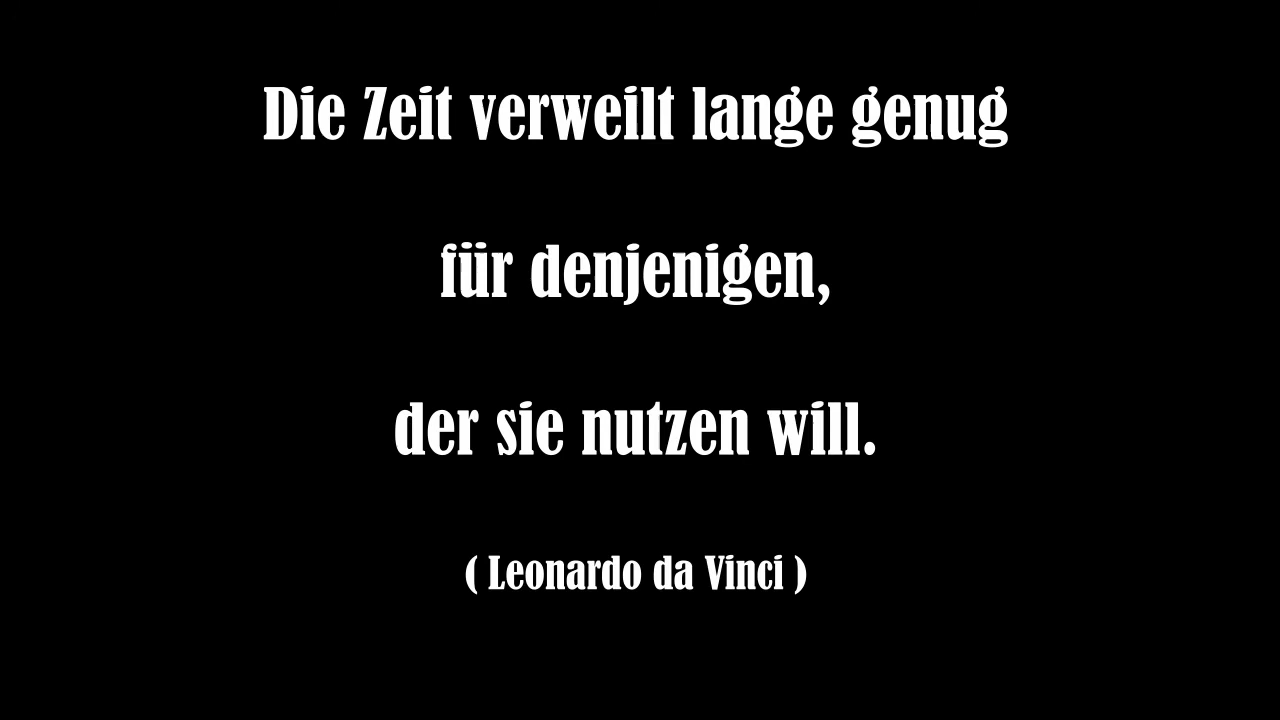 Die Zeit verweilt lange genug
für denjenigen,
der sie nutzen will.
( Leonardo da Vinci )